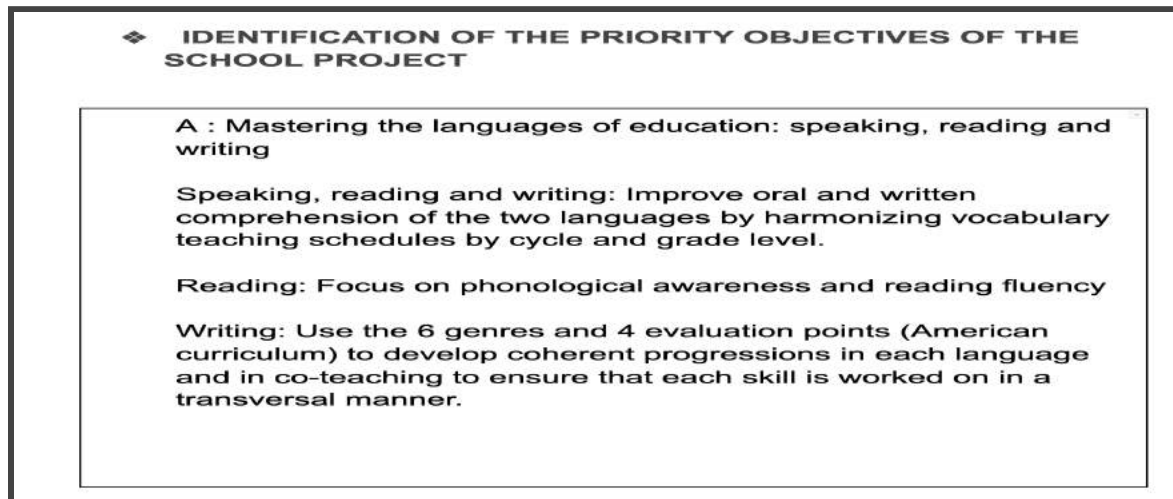 ❖ IDENTIFICATION OF THE PRIORITY OBJECTIVES OF THE
SCHOOL PROJECT
A : Mastering the languages of education: speaking, reading and
writing
Speaking, reading and writing: Improve oral and written
comprehension of the two languages by harmonizing vocabulary
teaching schedules by cycle and grade level.
Reading: Focus on phonological awareness and reading fluency
Writing: Use the 6 genres and 4 evaluation points (American
curriculum) to develop coherent progressions in each language
and in co-teaching to ensure that each skill is worked on in a
transversal manner.